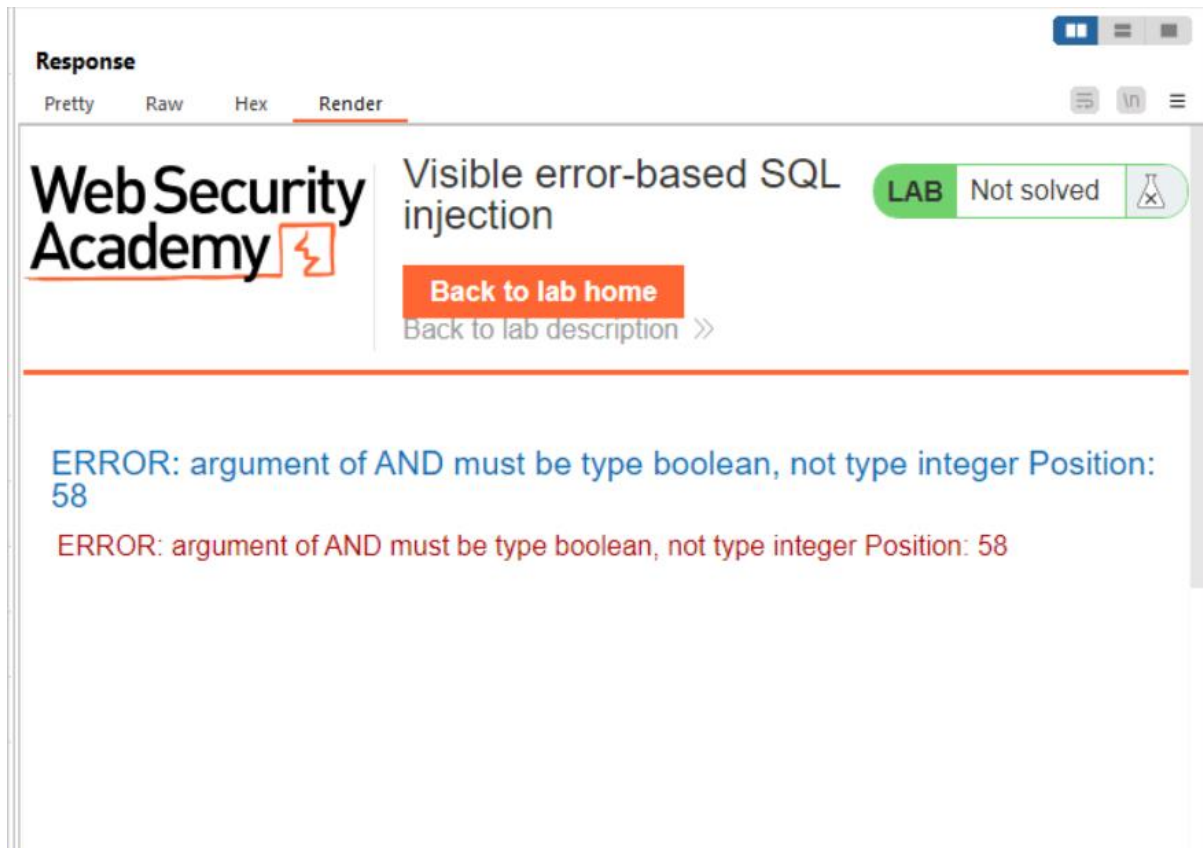 Response
Pretty Raw Hex Render
\n
Web Security
Academy
Visible error-based SQL
injection
LAB Not solved
Back to lab home
Back to lab description
ERROR: argument of AND must be type boolean, not type integer Position:
58
ERROR: argument of AND must be type boolean, not type integer Position: 58